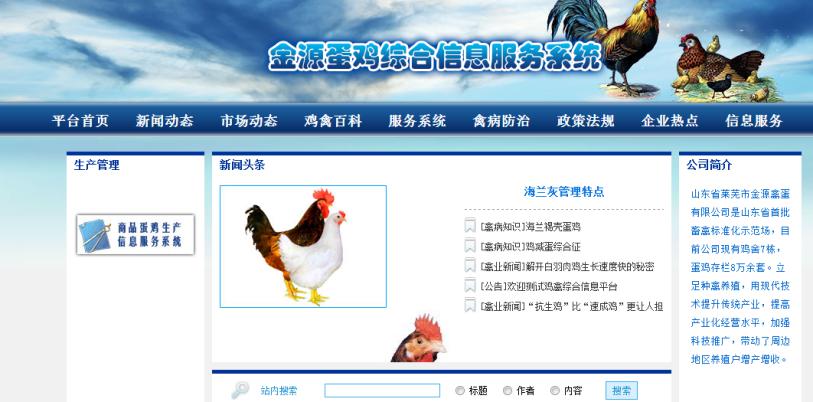 金源蛋鸡综合信息服务系统
平台首页 新闻动态 市场动态 鸡禽百科 服务系统 禽病防治 政策法规 企业热点 信息服务
生产管理
商品蛋鸡生产
信息服务系统
新闻头条
海兰灰管理特点
[禽病知识]海兰褐壳蛋鸡
[禽病知识]鸡减蛋综合征
[禽业新闻]解开白羽肉鸡生长速度快的秘密
[公告]欢迎测试鸡禽综合信息平台
[禽业新闻]“抗生鸡”比“速成鸡”更让人担
公司简介
山东省莱芜市金源禽蛋
有限公司是山东省首批
畜禽标准化示范场，目
前公司现有鸡舍7栋，
蛋鸡存栏8万余套。立
足种禽养殖，用现代技
术提升传统产业，提高
产业化经营水平，加强
科技推广，带动了周边
地区养殖户增产增收。
站内搜索 标题 作者 内容 搜索